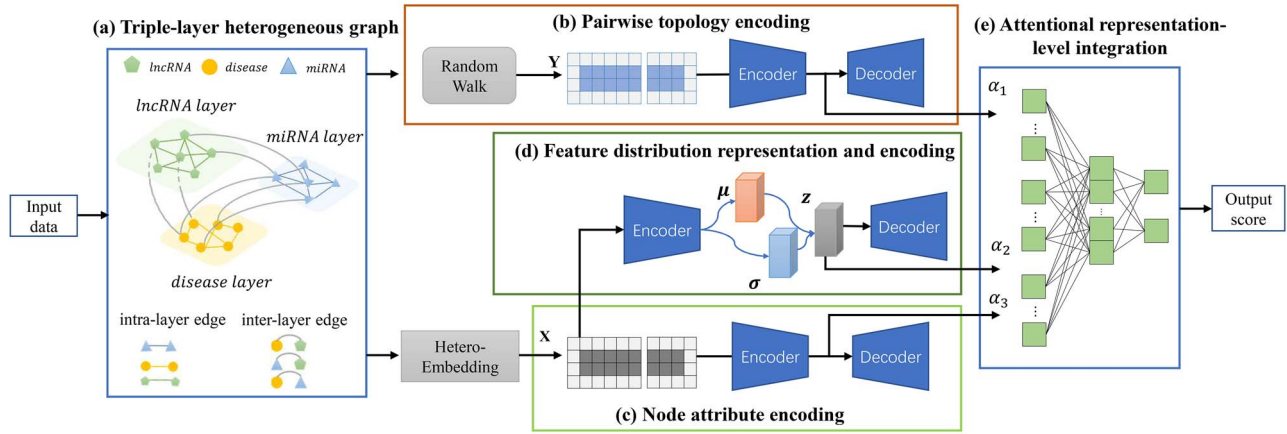 (a) Triple-layer heterogeneous graph
lncRNA
disease
miRNA
lncRNA layer
miRNA layer
disease layer
intra-layer edge
inter-layer edge
Input
data
(b) Pairwise topology encoding
Random
Walk
Y
Encoder
Decoder
(d) Feature distribution representation and encoding
Encoder
μ
σ
z
Decoder
Hetero-
Embedding
X
Encoder
Decoder
(c) Node attribute encoding
(e) Attentional representation-
level integration
α1
α2
α3
Output
score